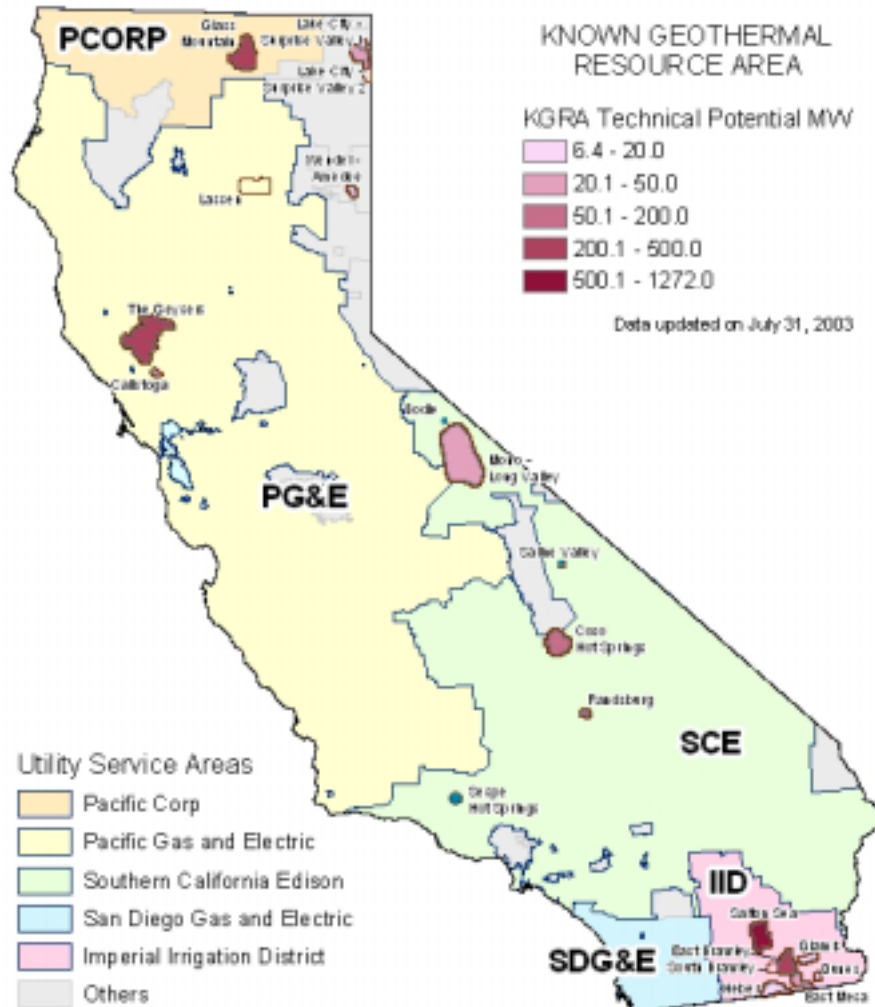 KNOWN GEOTHERMAL
RESOURCE AREA
KGRA Technical Potential MW
6.4 - 20.0
20.1 - 50.0
50.1 - 200.0
200.1 - 500.0
500.1 - 1272.0
Data updated on July 31, 2003
PCORP
Glass
Mountain
Lake City -
Surprise Valley
Lake City -
Surprise Valley 2
Wendell-
Amedee
Lassen
The Geysers
Calistoga
Bodie
Mono -
Long Valley
PG&E
Saline Valley
Coso
Hot Springs
Randsberg
SCE
Sespe
Hot Springs
IID
Salton Sea
SDG&E
East Brawley
South Brawley
Glamis
Dunes
Heber
East Mesa
Utility Service Areas
Pacific Corp
Pacific Gas and Electric
Southern California Edison
San Diego Gas and Electric
Imperial Irrigation District
Others